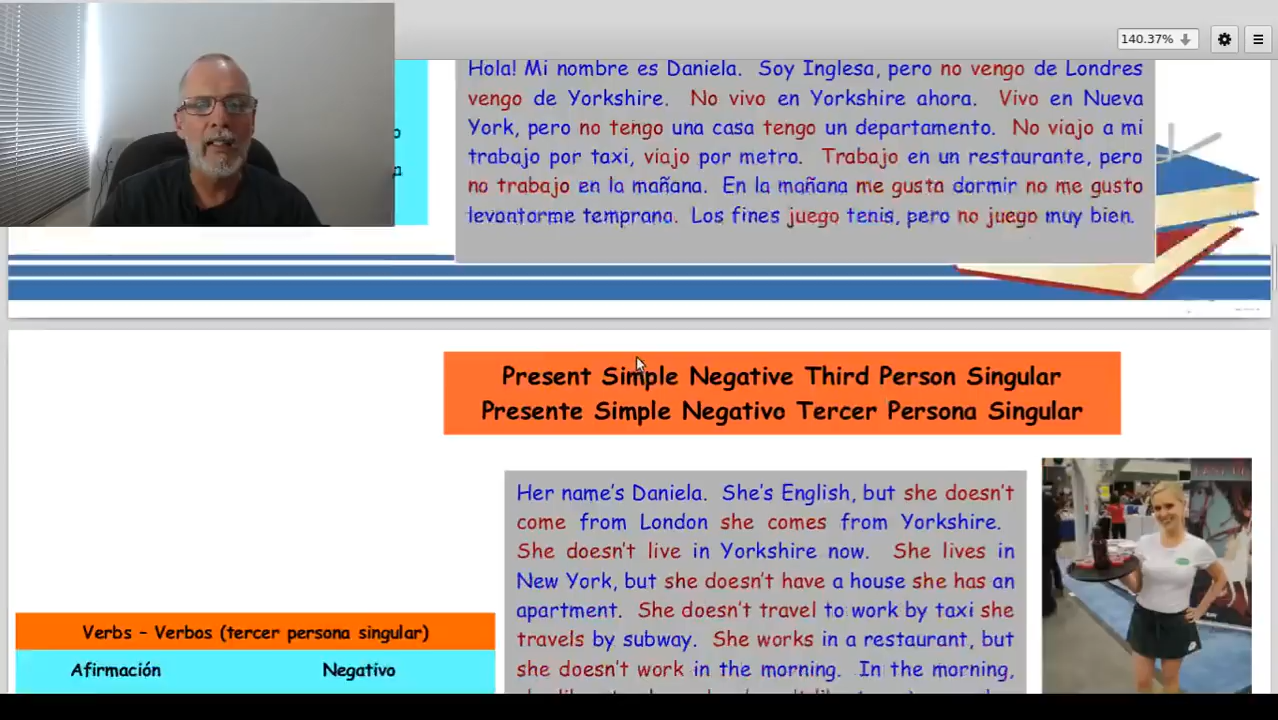 140.37%
Hola! Mi nombre es Daniela. Soy Inglesa, pero no vengo de Londres
vengo de Yorkshire. No vivo en Yorkshire ahora. Vivo en Nueva
York, pero no tengo una casa tengo un departamento. No viajo a mi
trabajo por taxi, viajo por metro. Trabajo en un restaurante, pero
no trabajo en la mañana. En la mañana me gusta dormir no me gusto
levantorme temprana. Los fines juego tenis, pero no juego muy bien.
Present Simple Negative Third Person Singular
Presente Simple Negativo Tercer Persona Singular
Her name's Daniela. She's English, but she doesn't
come from London she comes from Yorkshire.
She doesn't live in Yorkshire now. She lives in
New York, but she doesn't have a house she has an
apartment. She doesn't travel to work by taxi she
travels by subway. She works in a restaurant, but
she doesn't work in the morning. In the morning,
Verbs – Verbos (tercer persona singular)
Afirmación Negativo